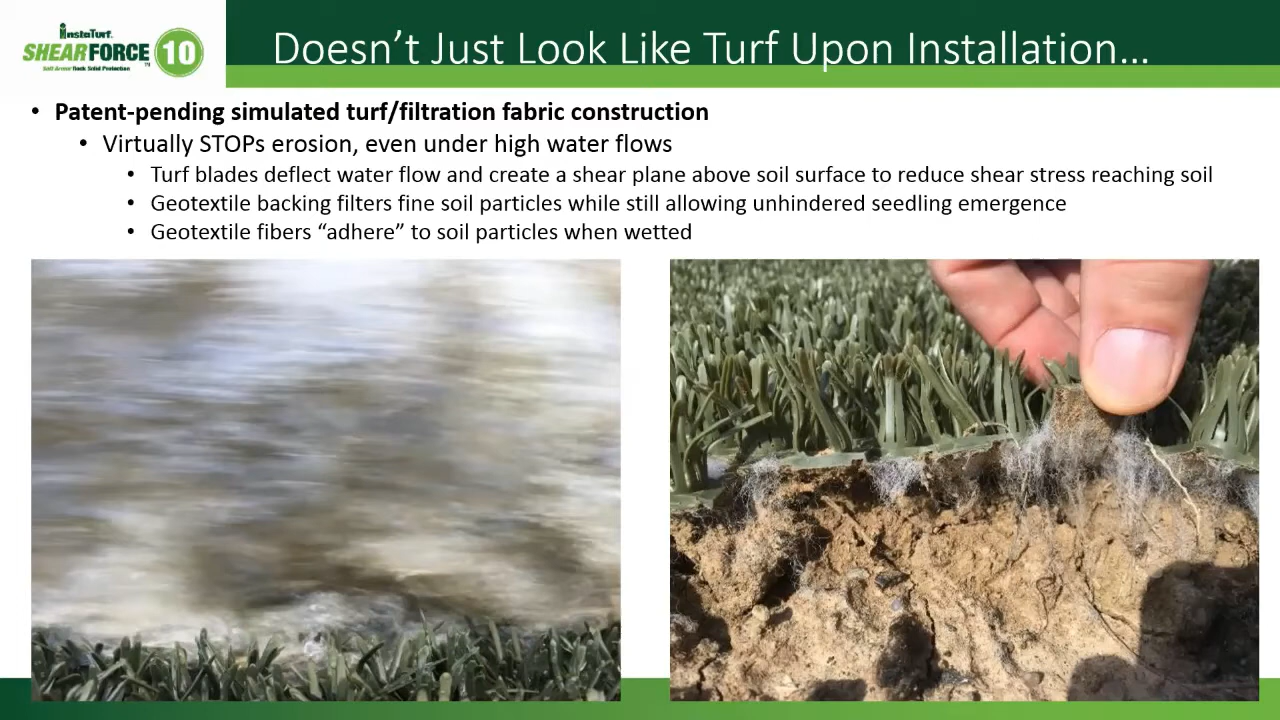 InstaTurf.
SHEARFORCE 10
TM
Soft Armor Rock Solid Protection
Doesn’t Just Look Like Turf Upon Installation…
• Patent-pending simulated turf/filtration fabric construction
• Virtually STOPs erosion, even under high water flows
• Turf blades deflect water flow and create a shear plane above soil surface to reduce shear stress reaching soil
• Geotextile backing filters fine soil particles while still allowing unhindered seedling emergence
• Geotextile fibers “adhere” to soil particles when wetted